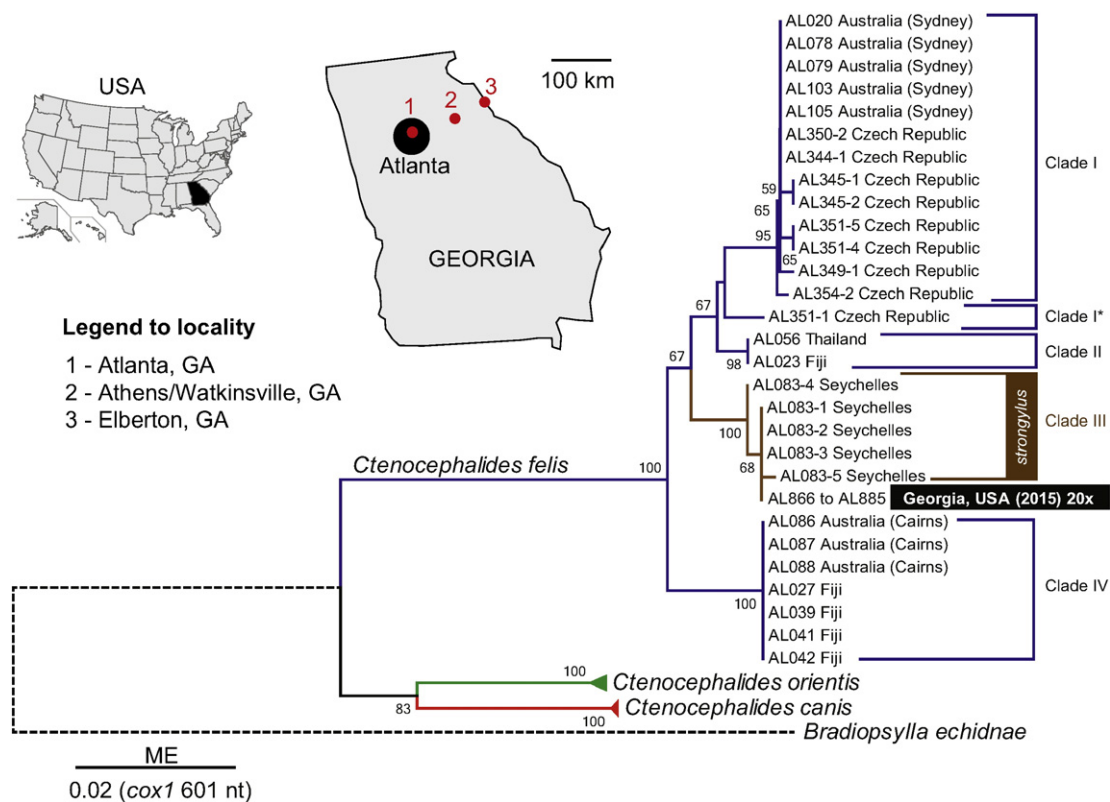 USA
100 km
1
2
3
Atlanta
GEORGIA
Legend to locality
1 - Atlanta, GA
2 - Athens/Watkinsville, GA
3 - Elberton, GA
AL020 Australia (Sydney)
AL078 Australia (Sydney)
AL079 Australia (Sydney)
AL103 Australia (Sydney)
AL105 Australia (Sydney)
AL350-2 Czech Republic
AL344-1 Czech Republic
AL345-1 Czech Republic
AL345-2 Czech Republic
AL351-5 Czech Republic
AL351-4 Czech Republic
AL349-1 Czech Republic
AL354-2 Czech Republic
Clade I
59
65
95
65
67
AL351-1 Czech Republic
Clade I*
AL056 Thailand
AL023 Fiji
Clade II
98
67
AL083-4 Seychelles
AL083-1 Seychelles
AL083-2 Seychelles
AL083-3 Seychelles
AL083-5 Seychelles
strongylus
Clade III
100
68
AL866 to AL885 Georgia, USA (2015) 20x
Ctenocephalides felis
100
AL086 Australia (Cairns)
AL087 Australia (Cairns)
AL088 Australia (Cairns)
AL027 Fiji
AL039 Fiji
AL041 Fiji
AL042 Fiji
Clade IV
100
100
Ctenocephalides orientis
83
Ctenocephalides canis
100
Bradiopsylla echidnae
ME
0.02 (cox1 601 nt)